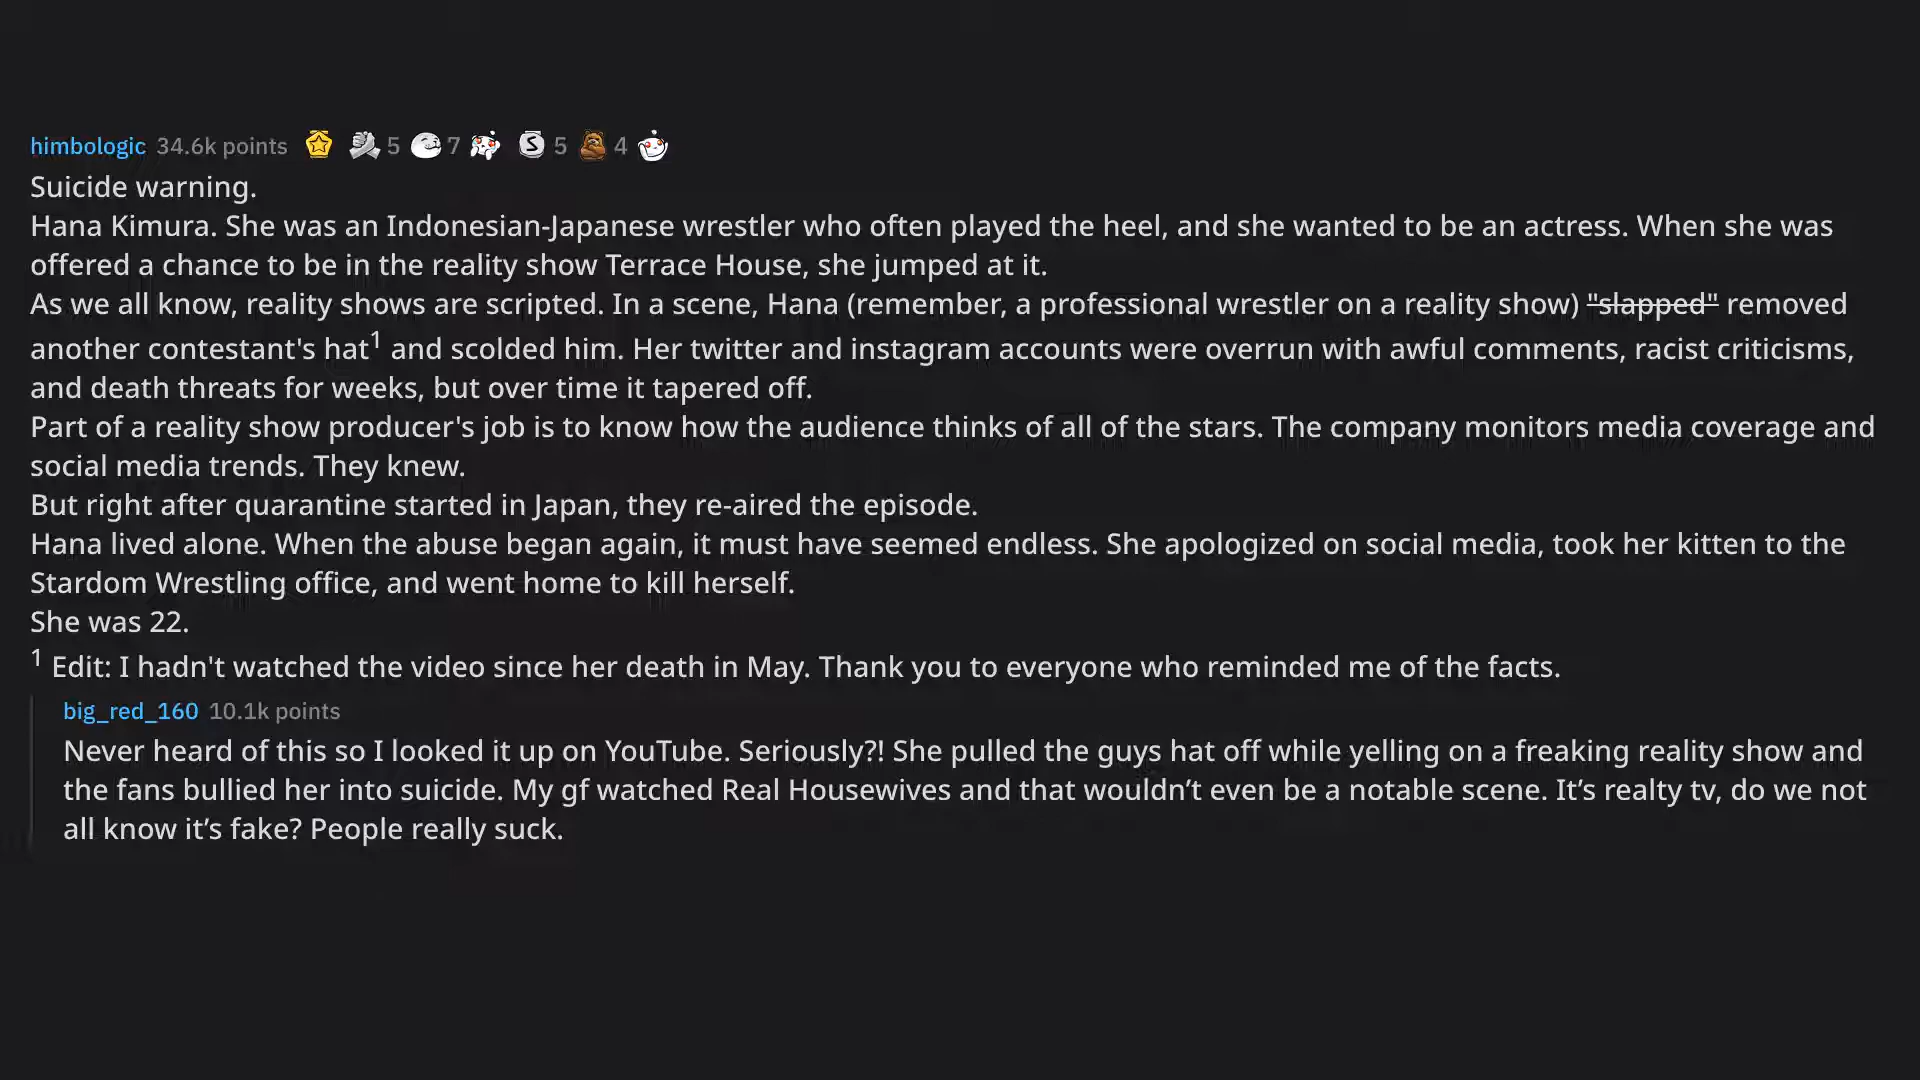 himbologic 34.6k points 5 7 S 5 4
Suicide warning.
Hana Kimura. She was an Indonesian-Japanese wrestler who often played the heel, and she wanted to be an actress. When she was
offered a chance to be in the reality show Terrace House, she jumped at it.
As we all know, reality shows are scripted. In a scene, Hana (remember, a professional wrestler on a reality show) "slapped" removed
another contestant's hat1 and scolded him. Her twitter and instagram accounts were overrun with awful comments, racist criticisms,
and death threats for weeks, but over time it tapered off.
Part of a reality show producer's job is to know how the audience thinks of all of the stars. The company monitors media coverage and
social media trends. They knew.
But right after quarantine started in Japan, they re-aired the episode.
Hana lived alone. When the abuse began again, it must have seemed endless. She apologized on social media, took her kitten to the
Stardom Wrestling office, and went home to kill herself.
She was 22.
1 Edit: I hadn't watched the video since her death in May. Thank you to everyone who reminded me of the facts.
big_red_160 10.1k points
Never heard of this so I looked it up on YouTube. Seriously?! She pulled the guys hat off while yelling on a freaking reality show and
the fans bullied her into suicide. My gf watched Real Housewives and that wouldn’t even be a notable scene. It’s realty tv, do we not
all know it’s fake? People really suck.